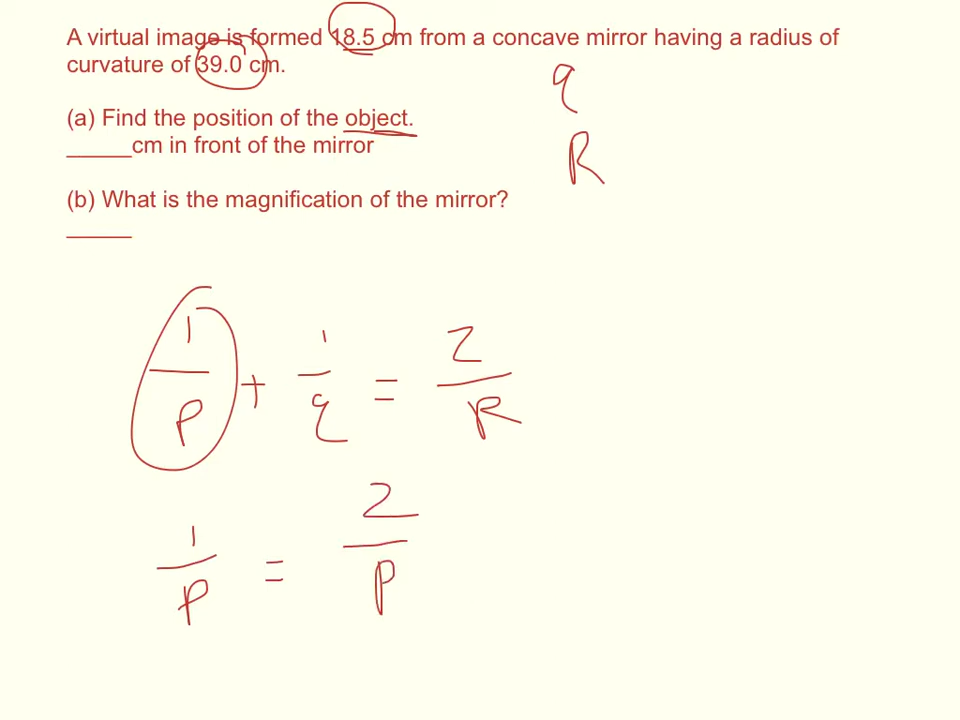 A virtual image is formed 18.5 cm from a concave mirror having a radius of
curvature of 39.0 cm.
q
(a) Find the position of the object.
_____cm in front of the mirror
R
(b) What is the magnification of the mirror?
_____
1/P + 1/q = 2/R
1/P = 2/P